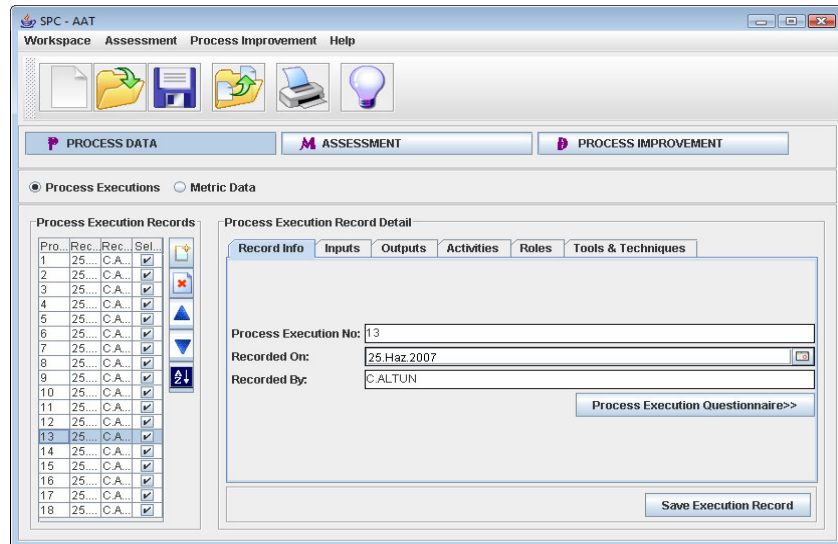 SPC - AAT
Workspace Assessment Process Improvement Help
P PROCESS DATA M ASSESSMENT PROCESS IMPROVEMENT
Process Executions Metric Data
Process Execution Records
Pro... Rec... Rec... Sel...
1 25.... C.A...
2 25.... C.A...
3 25.... C.A...
4 25.... C.A...
5 25.... C.A...
6 25.... C.A...
7 25.... C.A...
8 25.... C.A...
9 25.... C.A...
10 25.... C.A...
11 25.... C.A...
12 25.... C.A...
13 25.... C.A...
14 25.... C.A...
15 25.... C.A...
16 25.... C.A...
17 25.... C.A...
18 25.... C.A...
A
Z
Process Execution Record Detail
Record Info Inputs Outputs Activities Roles Tools & Techniques
Process Execution No: 13
Recorded On: 25.Haz.2007
Recorded By: C.ALTUN
Process Execution Questionnaire>>
Save Execution Record